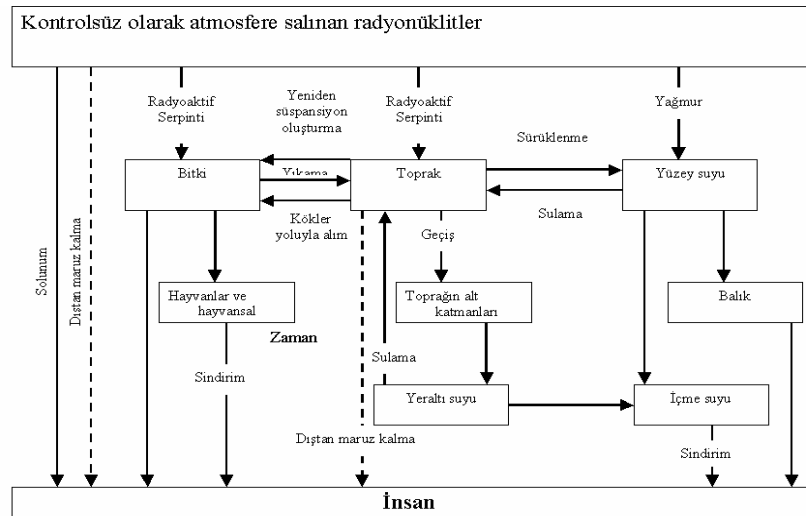 Kontrolsüz olarak atmosfere salınan radyonüklitler
Radyoaktif
Serpinti
Yeniden
süspansiyon
oluşturma
Radyoaktif
Serpinti
Yağmur
Sürüklenme
Bitki
Yıkama
Toprak
Yüzey suyu
Kökler
yoluyla alım
Geçiş
Sulama
Solunum
Dıştan maruz kalma
Hayvanlar ve
hayvansal
Toprağın alt
katmanları
Balık
Zaman
Sulama
Sindirim
Yeraltı suyu
İçme suyu
Dıştan maruz kalma
Sindirim
İnsan